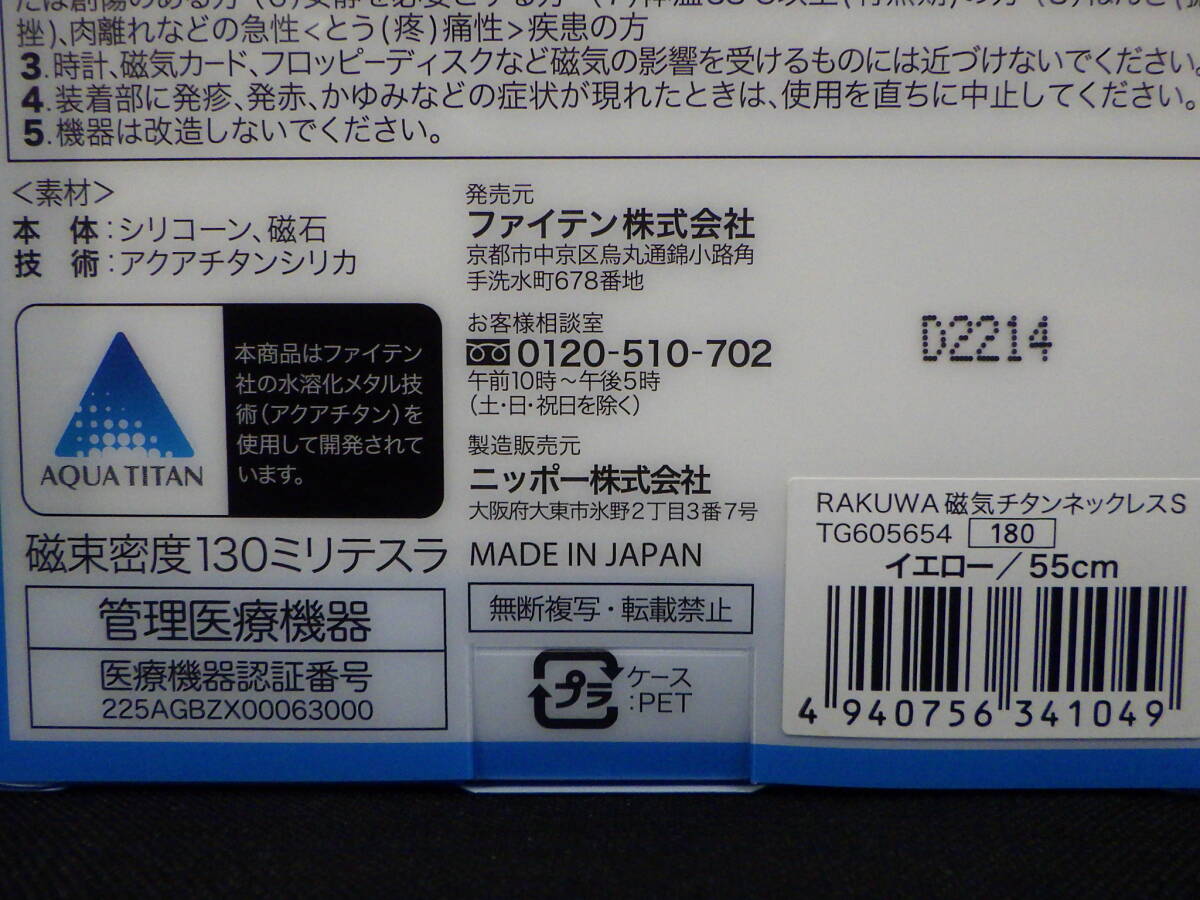 挫)、肉離れなどの急性<とう(疼)痛性>疾患の方
3.時計、磁気カード、フロッピーディスクなど磁気の影響を受けるものには近づけないでください。
4.装着部に発疹、発赤、かゆみなどの症状が現れたときは、使用を直ちに中止してください。
5.機器は改造しないでください。
<素材>
本 体:シリコーン、磁石
技 術:アクアチタンシリカ
AQUA TITAN
本商品はファイテン
社の水溶化メタル技
術(アクアチタン)を
使用して開発されて
います。
磁束密度130ミリテスラ
管理医療機器
医療機器認証番号
225AGBZX00063000
発売元
ファイテン株式会社
京都市中京区烏丸通錦小路角
手洗水町678番地
お客様相談室
0120-510-702
午前10時~午後5時
(土・日・祝日を除く)
製造販売元
ニッポー株式会社
大阪府大東市氷野2丁目3番7号
MADE IN JAPAN
無断複写・転載禁止
プラ
ケース
:PET
D2214
RAKUWA磁気チタンネックレスS
TG605654 180
イエロー/55cm
4 940756 341049